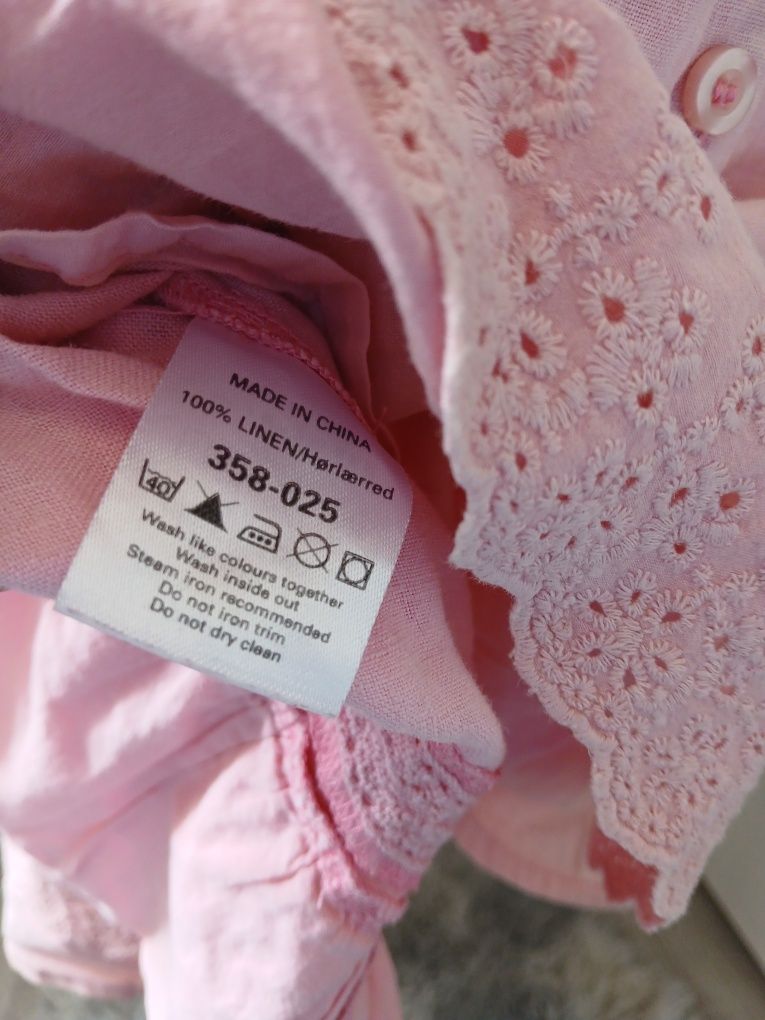 MADE IN CHINA
100% LINEN/Hørlærred
358-025
40
Wash like colours together
Wash inside out
Steam iron recommended
Do not iron trim
Do not dry clean